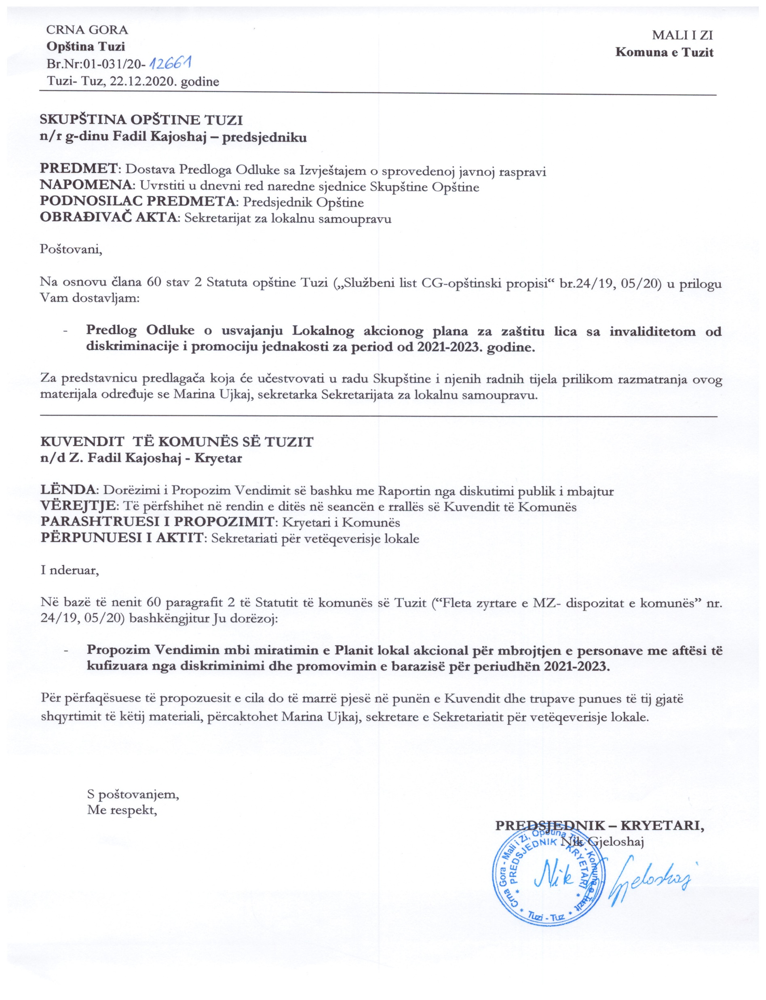 CRNA GORA
Opština Tuzi
Br.Nr:01-031/20- 12661
Tuzi- Tuz, 22.12.2020. godine
MALI I ZI
Komuna e Tuzit
SKUPŠTINA OPŠTINE TUZI
n/r g-dinu Fadil Kajoshaj – predsjedniku
PREDMET: Dostava Predloga Odluke sa Izvještajem o sprovedenoj javnoj raspravi
NAPOMENA: Uvrstiti u dnevni red naredne sjednice Skupštine Opštine
PODNOSILAC PREDMETA: Predsjednik Opštine
OBRAĐIVAČ AKTA: Sekretarijat za lokalnu samoupravu
Poštovani,
Na osnovu člana 60 stav 2 Statuta opštine Tuzi („Službeni list CG-opštinski propisi“ br.24/19, 05/20) u prilogu
Vam dostavljam:
- Predlog Odluke o usvajanju Lokalnog akcionog plana za zaštitu lica sa invaliditetom od
diskriminacije i promociju jednakosti za period od 2021-2023. godine.
Za predstavnicu predlagača koja će učestvovati u radu Skupštine i njenih radnih tijela prilikom razmatranja ovog
materijala određuje se Marina Ujkaj, sekretarka Sekretarijata za lokalnu samoupravu.
KUVENDIT TË KOMUNËS SË TUZIT
n/d Z. Fadil Kajoshaj - Kryetar
LËNDA: Dorëzimi i Propozim Vendimit së bashku me Raportin nga diskutimi publik i mbajtur
VËREJTJE: Të përfshihet në rendin e ditës në seancën e rrallës së Kuvendit të Komunës
PARASHTRUESI I PROPOZIMIT: Kryetari i Komunës
PËRPUNUESI I AKTIT: Sekretariati për vetëqeverisje lokale
I nderuar,
Në bazë të nenit 60 paragrafit 2 të Statutit të komunës së Tuzit (“Fleta zyrtare e MZ- dispozitat e komunës” nr.
24/19, 05/20) bashkëngjitur Ju dorëzoj:
- Propozim Vendimin mbi miratimin e Planit lokal akcional për mbrojtjen e personave me aftësi të
kufizuara nga diskriminimi dhe promovimin e barazisë për periudhën 2021-2023.
Për përfaqësuese të propozuesit e cila do të marrë pjesë në punën e Kuvendit dhe trupave punues të tij gjatë
shqyrtimit të këtij materiali, përcaktohet Marina Ujkaj, sekretare e Sekretariatit për vetëqeverisje lokale.
S poštovanjem,
Me respekt,
PREDSJEDNIK – KRYETARI,
Nik Gjeloshaj
Crna Gora - Mali i Zi, Opština Tuzi - Komuna e Tuzit
* PREDSJEDNIK - KRYETARI *
* Tuzi - Tuz *
Nik Gjeloshaj